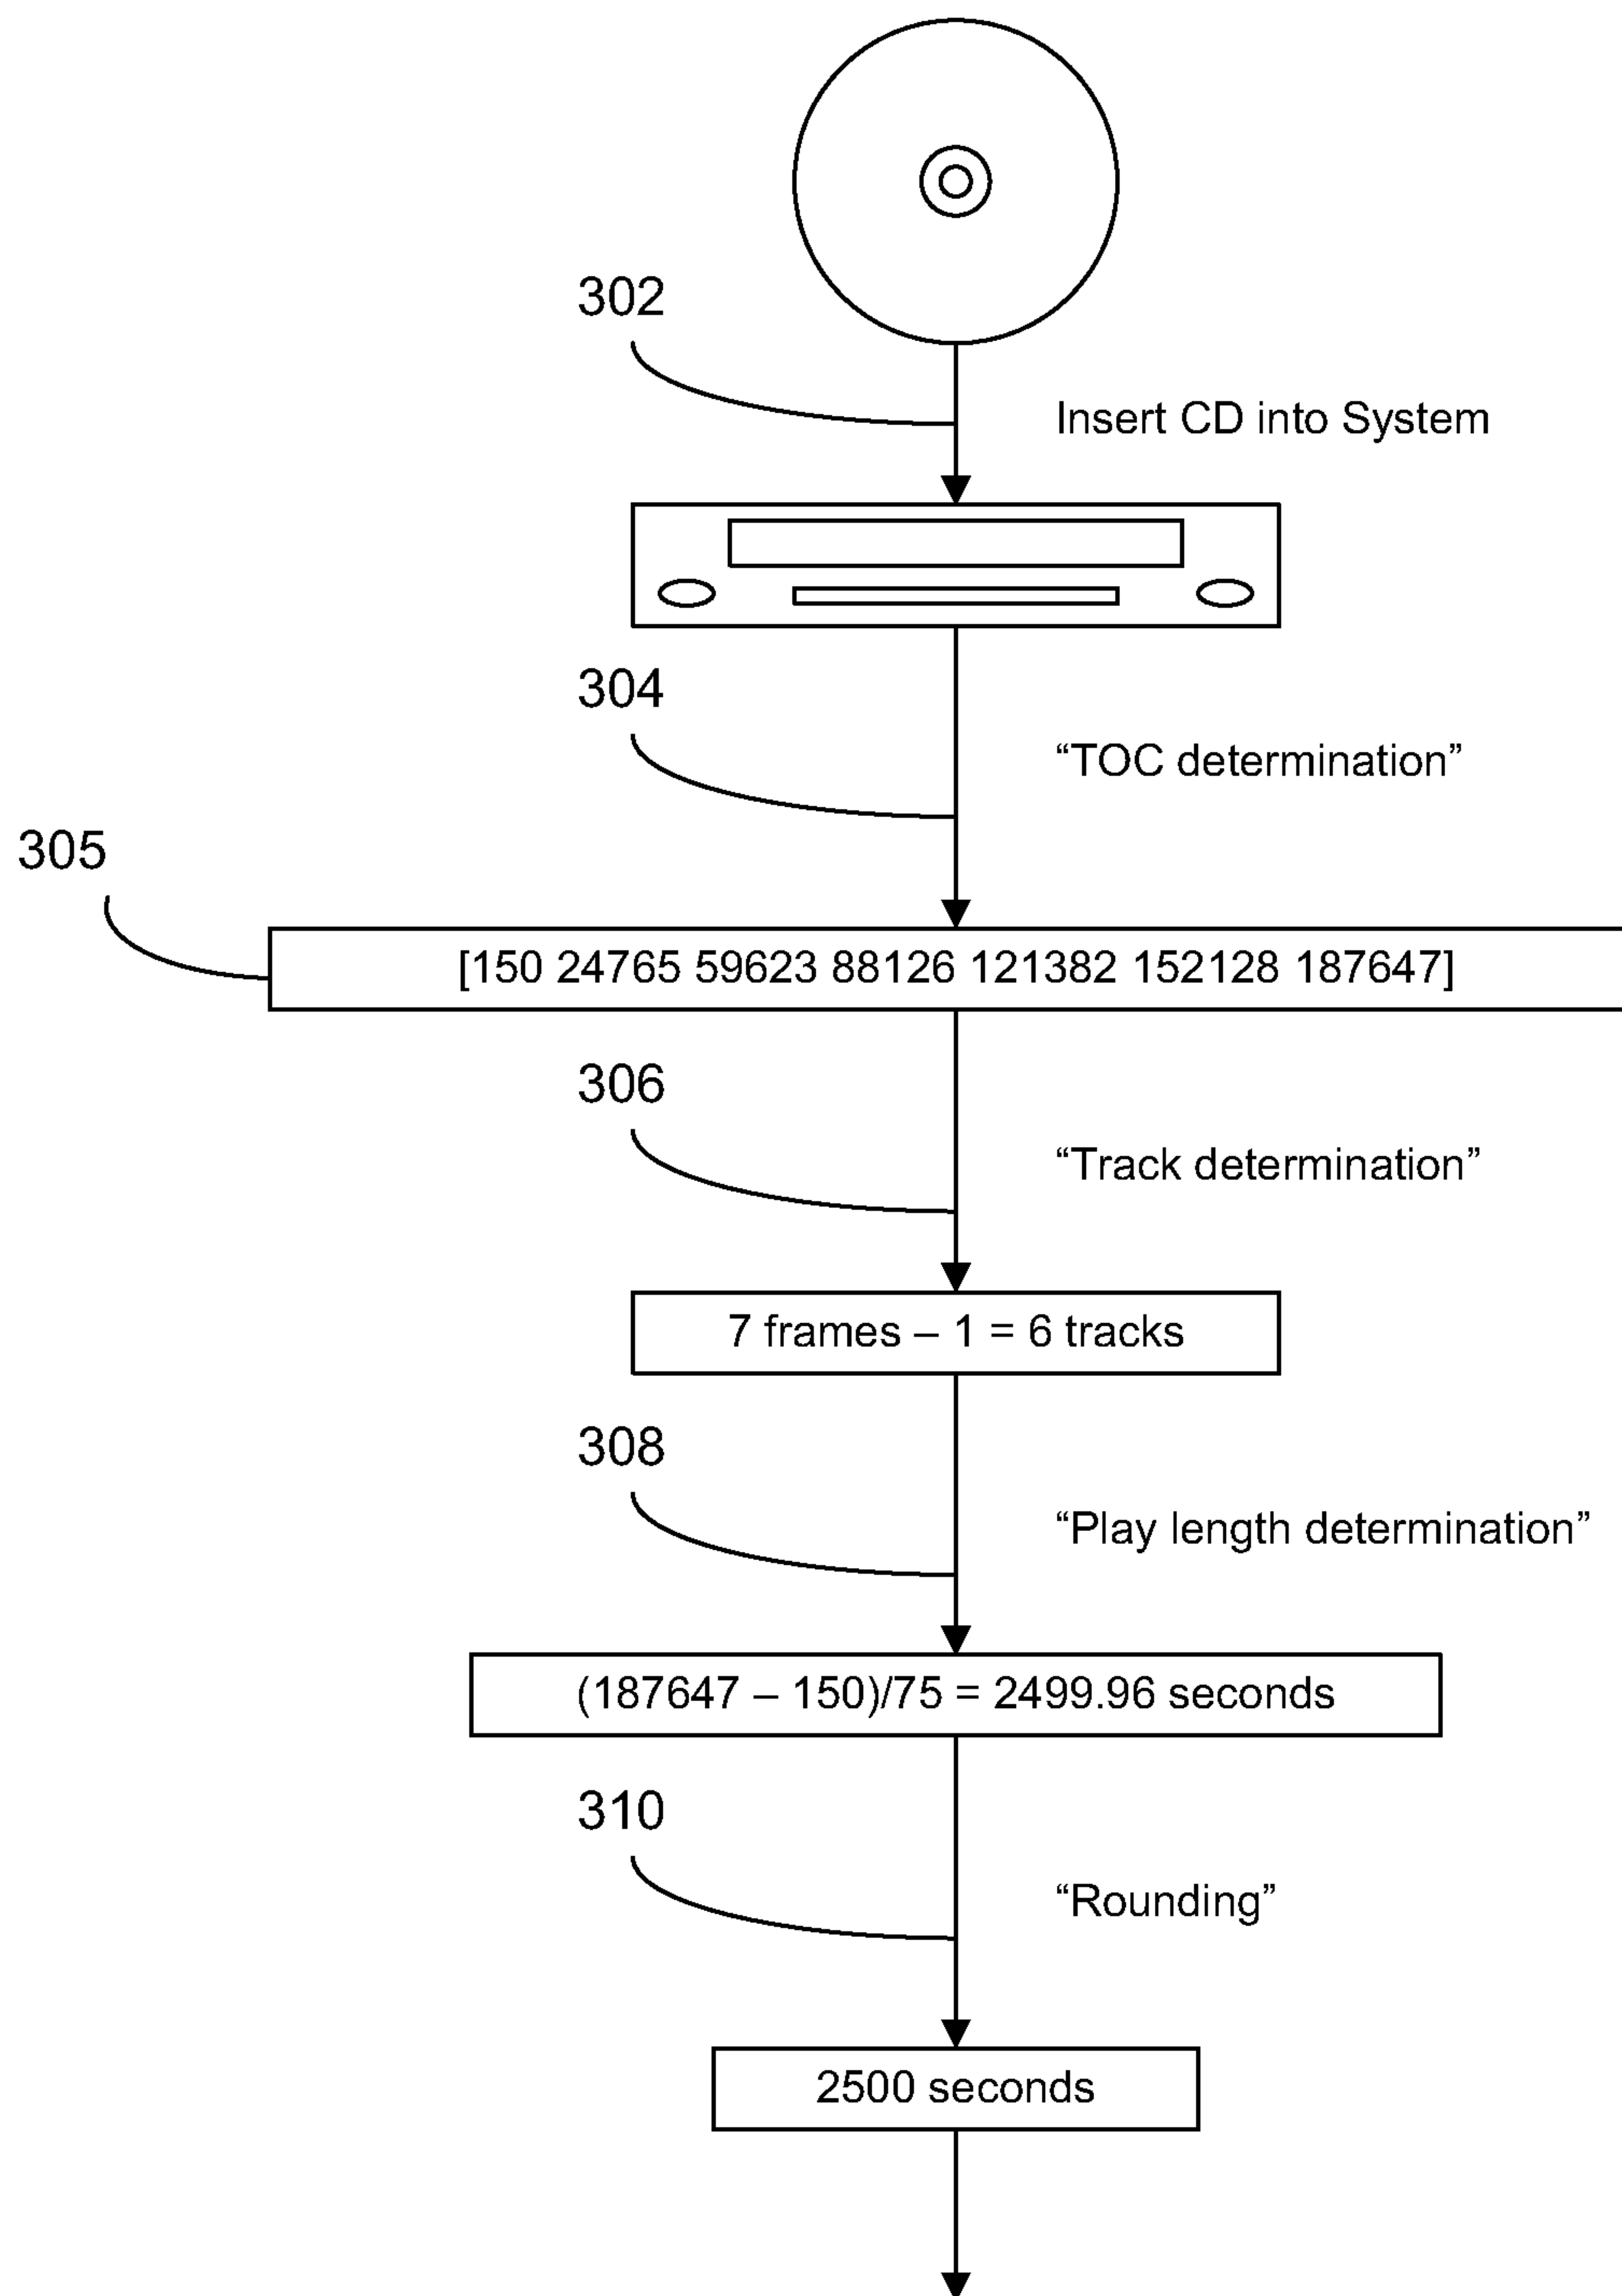 302
Insert CD into System
304
“TOC determination”
305
[150 24765 59623 88126 121382 152128 187647]
306
“Track determination”
7 frames – 1 = 6 tracks
308
“Play length determination”
(187647 – 150)/75 = 2499.96 seconds
310
“Rounding”
2500 seconds